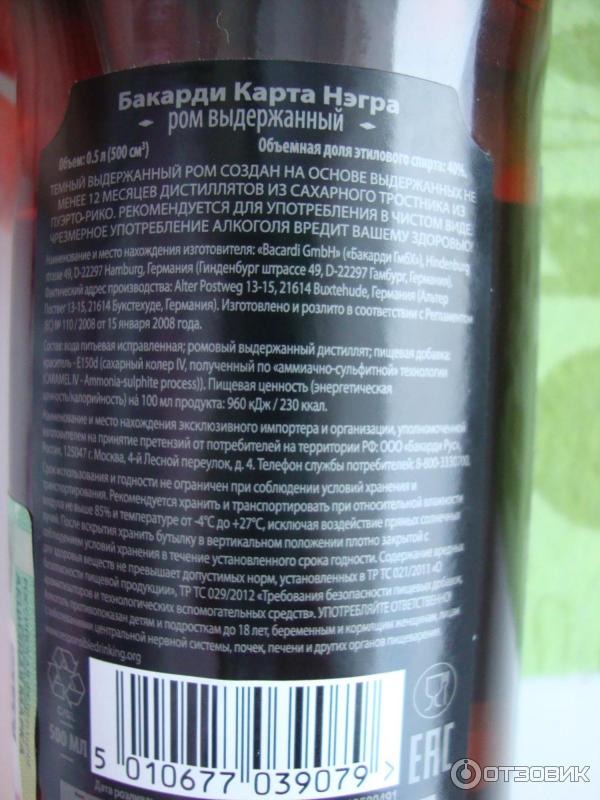 Бакарди Карта Нэгра
ром выдержанный
Объем: 0.5 л (500 см³) Объемная доля этилового спирта: 40%.
ТЕМНЫЙ ВЫДЕРЖАННЫЙ РОМ СОЗДАН НА ОСНОВЕ ВЫДЕРЖАННЫХ НЕ
МЕНЕЕ 12 МЕСЯЦЕВ ДИСТИЛЛЯТОВ ИЗ САХАРНОГО ТРОСТНИКА ИЗ
ПУЭРТО-РИКО. РЕКОМЕНДУЕТСЯ ДЛЯ УПОТРЕБЛЕНИЯ В ЧИСТОМ ВИДЕ.
ЧРЕЗМЕРНОЕ УПОТРЕБЛЕНИЕ АЛКОГОЛЯ ВРЕДИТ ВАШЕМУ ЗДОРОВЬЮ!
Наименование и место нахождения изготовителя: «Bacardi GmbH» («Бакарди ГмбХ»), Hindenburg
strasse 49, D-22297 Hamburg, Германия (Гинденбург штрассе 49, D-22297 Гамбург, Германия).
Фактический адрес производства: Alter Postweg 13-15, 21614 Buxtehude, Германия (Альтер
Поствег 13-15, 21614 Букстехуде, Германия). Изготовлено и розлито в соответствии с Регламентом
(ЕС) № 110 / 2008 от 15 января 2008 года.
Состав: вода питьевая исправленная; ромовый выдержанный дистиллят; пищевая добавка:
краситель - E150d (сахарный колер IV, полученный по «аммиачно-сульфитной» технологии
(CARAMEL IV - Ammonia-sulphite process)). Пищевая ценность (энергетическая
ценность/калорийность) на 100 мл продукта: 960 кДж / 230 ккал.
Наименование и место нахождения эксклюзивного импортера и организации, уполномоченной
изготовителем на принятие претензий от потребителей на территории РФ: ООО «Бакарди Рус»,
Россия, 125047 г. Москва, 4-й Лесной переулок, д. 4. Телефон службы потребителей: 8-800-3330700.
Срок использования и годности не ограничен при соблюдении условий хранения и
транспортирования. Рекомендуется хранить и транспортировать при относительной влажности
воздуха не выше 85% и температуре от -4°C до +27°C, исключая воздействие прямых солнечных
лучей. После вскрытия хранить бутылку в вертикальном положении плотно закрытой с
соблюдением условий хранения в течение установленного срока годности. Содержание вредных
для здоровья веществ не превышает допустимых норм, установленных в ТР ТС 021/2011 «О
безопасности пищевой продукции», ТР ТС 029/2012 «Требования безопасности пищевых добавок,
ароматизаторов и технологических вспомогательных средств». УПОТРЕБЛЯЙТЕ ОТВЕТСТВЕННО!
Алкоголь противопоказан детям и подросткам до 18 лет, беременным и кормящим женщинам, лицам
с заболеваниями центральной нервной системы, почек, печени и других органов пищеварения.
www.responsibledrinking.org
500 МЛ
5 010677 039079
EAC
Дата розлива
ОТЗОВИК